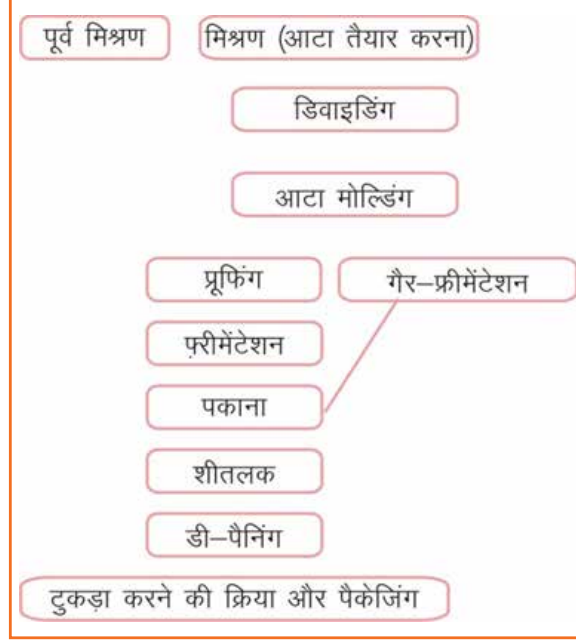 पूर्व मिश्रण मिश्रण (आटा तैयार करना)
डिवाइडिंग
आटा मोल्डिंग
प्रूफिंग गैर–फ्रीमेंटेशन
फ़्रीमेंटेशन
पकाना
शीतलक
डी–पैनिंग
टुकड़ा करने की क्रिया और पैकेजिंग